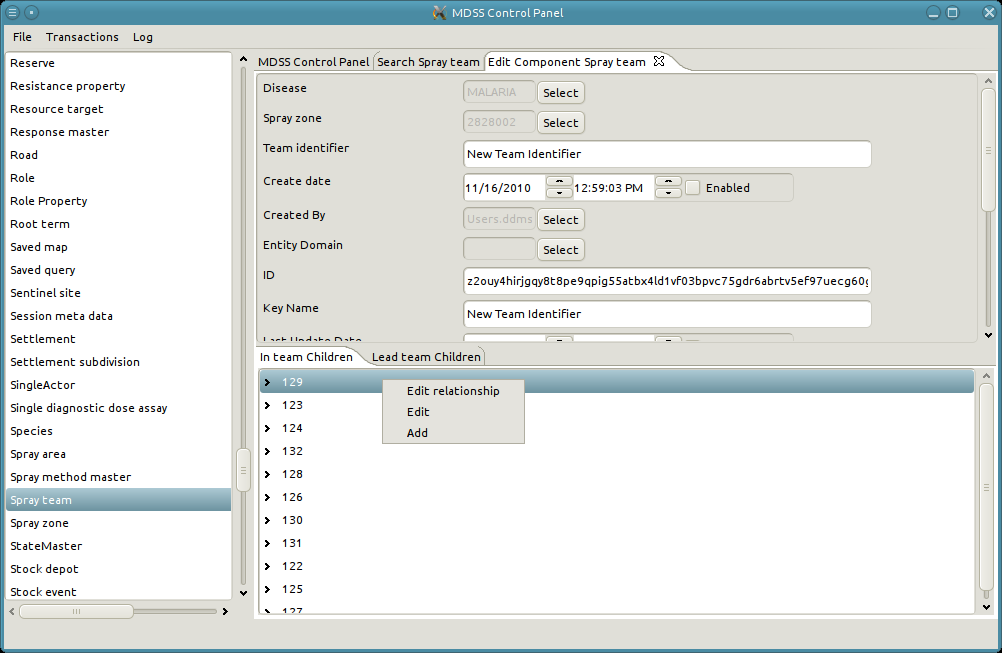 MDSS Control Panel
File Transactions Log
Reserve
Resistance property
Resource target
Response master
Road
Role
Role Property
Root term
Saved map
Saved query
Sentinel site
Session meta data
Settlement
Settlement subdivision
SingleActor
Single diagnostic dose assay
Species
Spray area
Spray method master
Spray team
Spray zone
StateMaster
Stock depot
Stock event
MDSS Control Panel Search Spray team Edit Component Spray team
Disease MALARIA Select
Spray zone 2828002 Select
Team identifier New Team Identifier
Create date 11/16/2010 12:59:03 PM Enabled
Created By Users.ddms Select
Entity Domain Select
ID z2ouy4hirjgqy8t8pe9qpig55atbx4ld1vf03bpvc75gdr6abrtv5ef97uecg60g
Key Name New Team Identifier
Last Update Date
In team Children Lead team Children
129
123
124
132
128
126
130
131
122
125
127
Edit relationship
Edit
Add